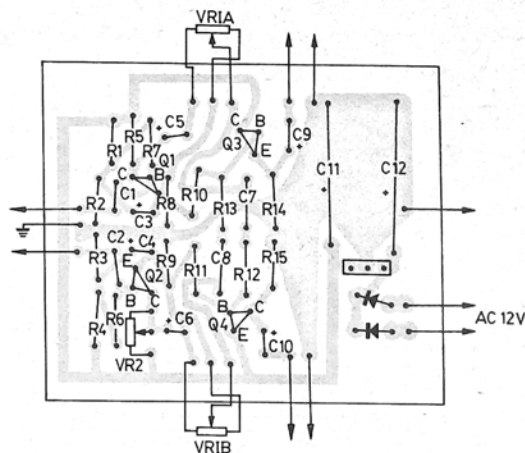 VR1A
C5
C
B
Q3
E
C9
R5
R1
R7
Q1
C
B
C11
C12
R2
C1
C3
R8
R10
R13
C7
R14
R3
C2
C4
E
Q2
R9
R11
C8
R12
R15
B
C
R4
R6
C6
B
C
Q4
E
C10
AC 12V
VR2
VR1B